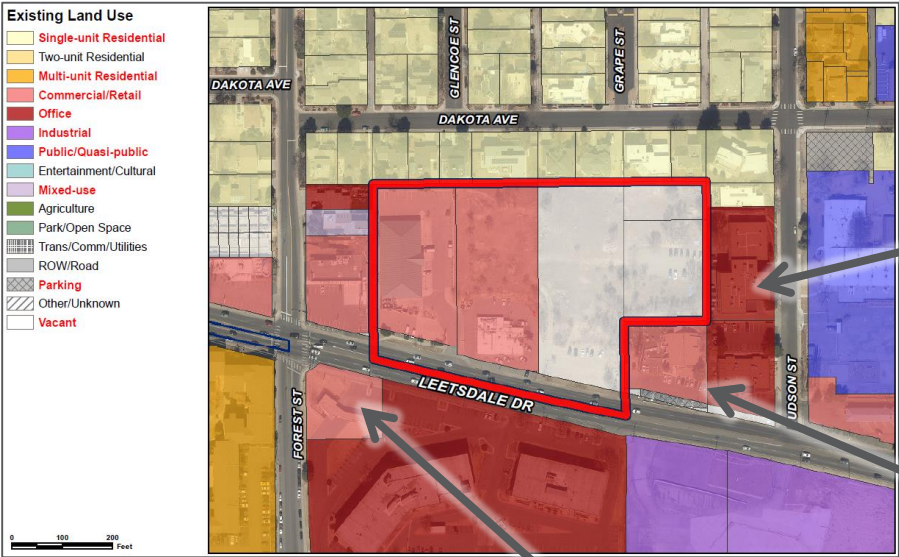 Existing Land Use
Single-unit Residential
Two-unit Residential
Multi-unit Residential
Commercial/Retail
Office
Industrial
Public/Quasi-public
Entertainment/Cultural
Mixed-use
Agriculture
Park/Open Space
Trans/Comm/Utilities
ROW/Road
Parking
Other/Unknown
Vacant
0 100 200
Feet
DAKOTA AVE
GLENCOE ST
GRAPE ST
DAKOTA AVE
LEETSDALE DR
FOREST ST
UDSON ST